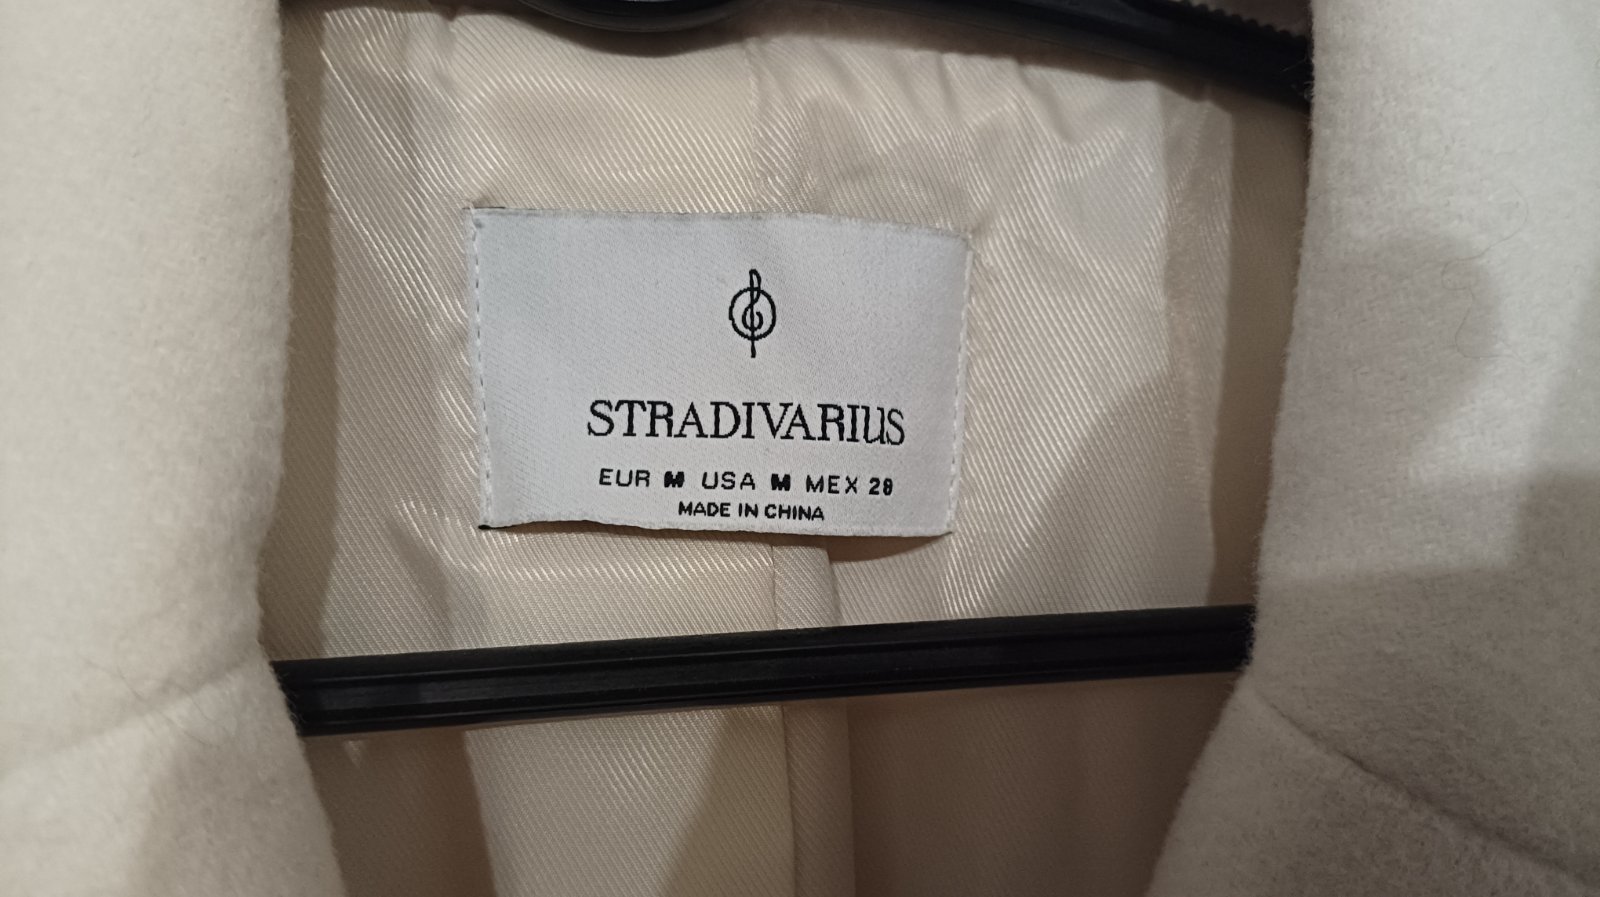 STRADIVARIUS
EUR M USA M MEX 28
MADE IN CHINA